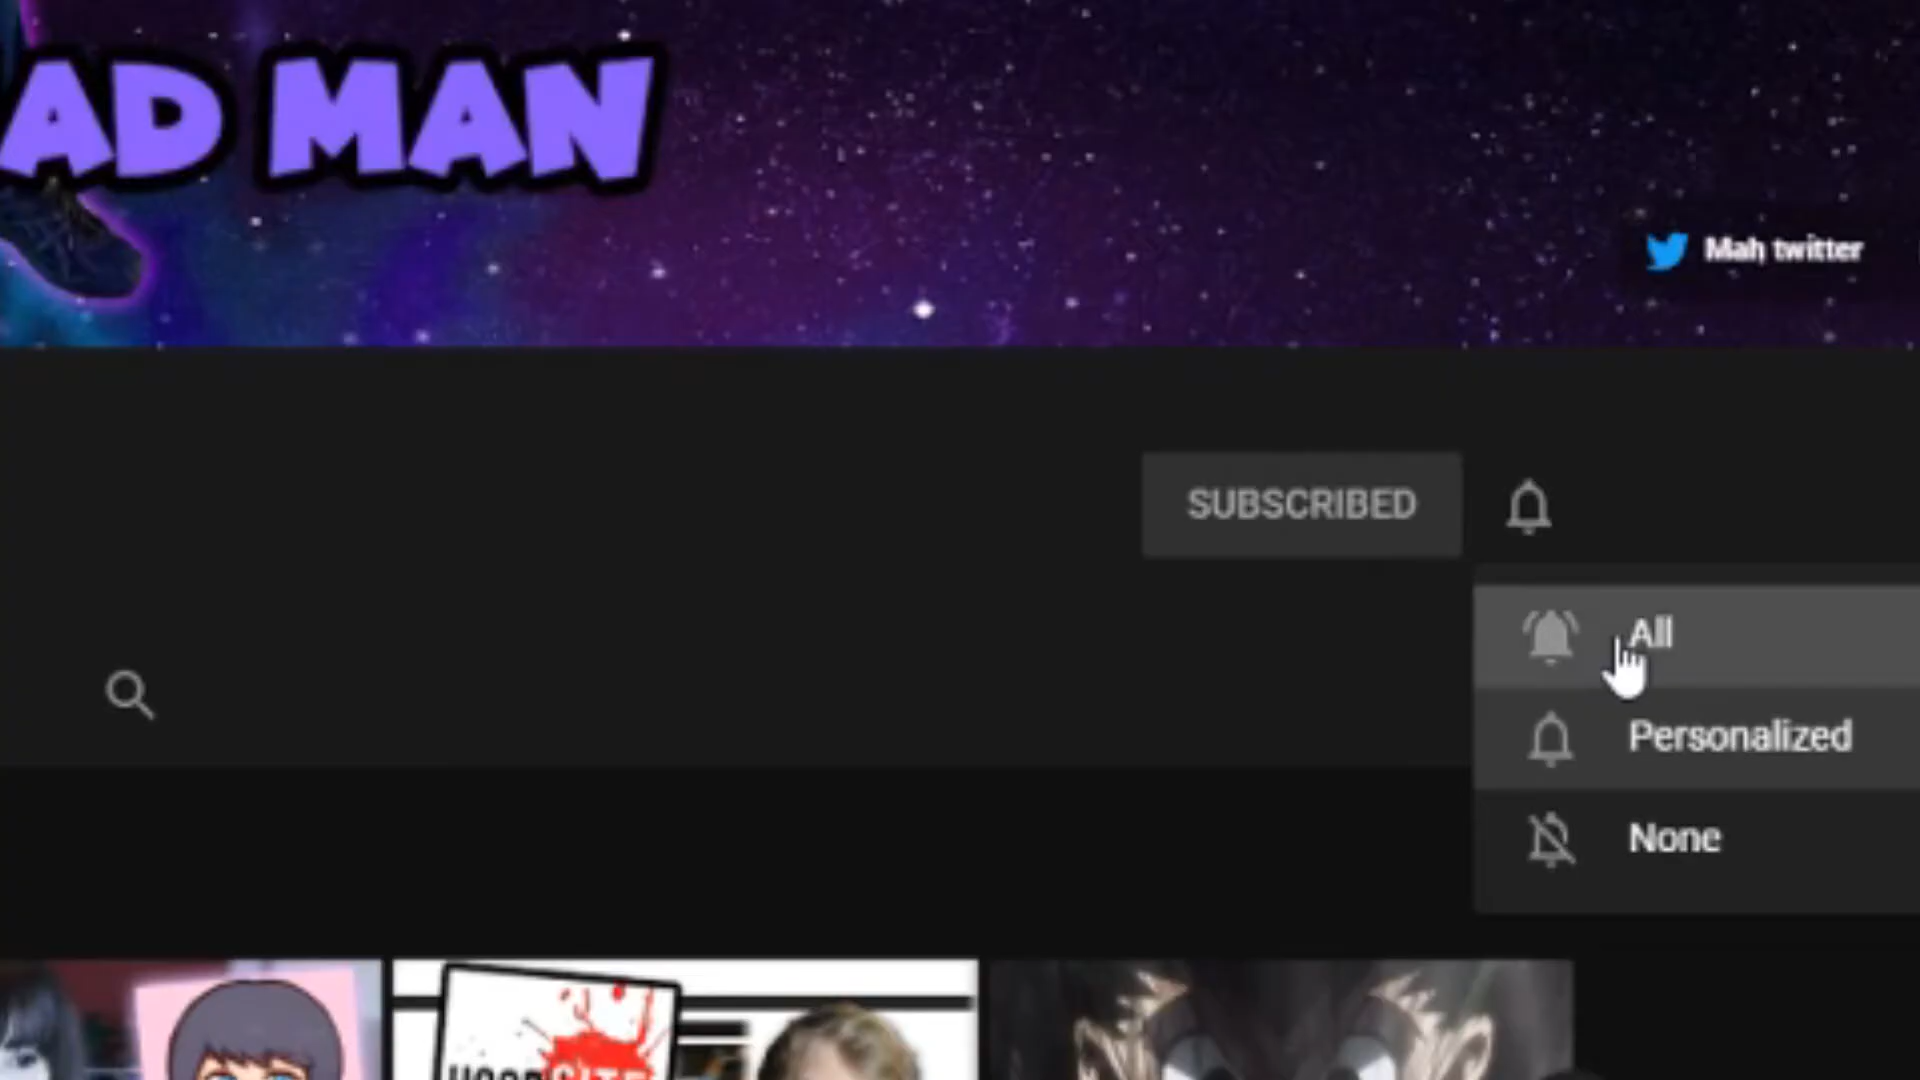 AD MAN
Mah twitter
SUBSCRIBED
All
Personalized
None